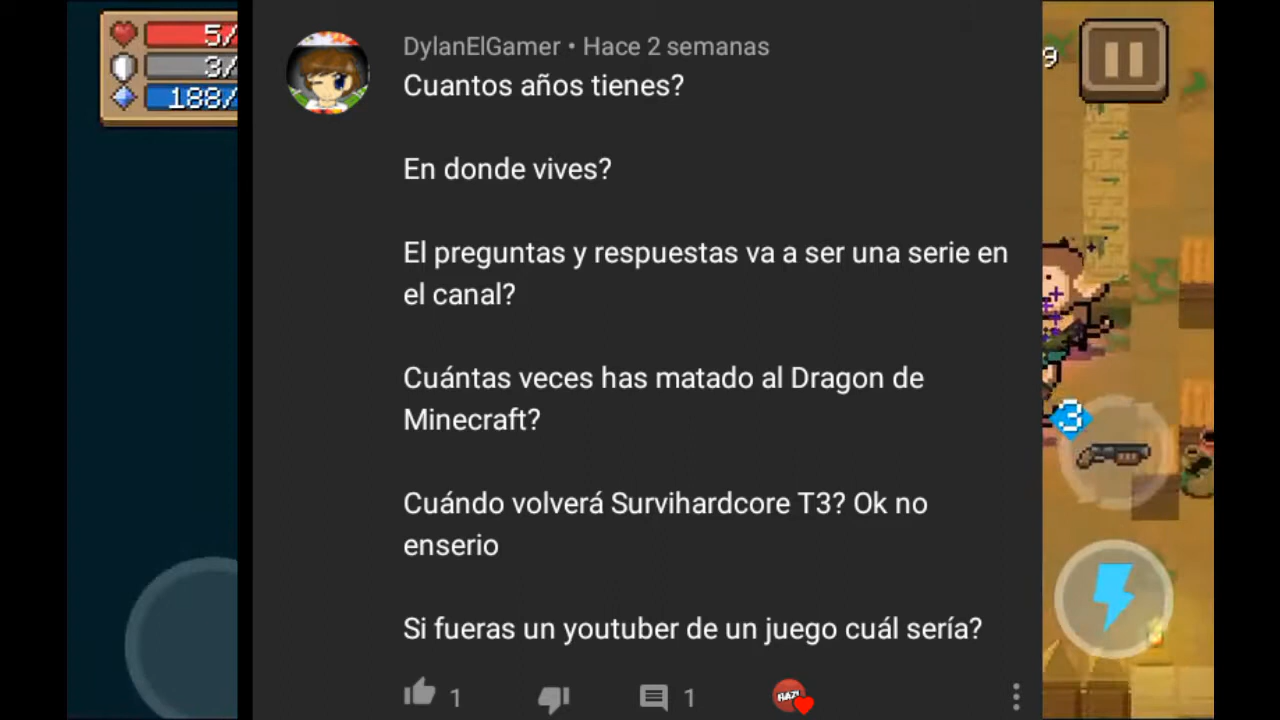 5/
3/
188/
DylanElGamer • Hace 2 semanas
Cuantos años tienes?
En donde vives?
El preguntas y respuestas va a ser una serie en
el canal?
Cuántas veces has matado al Dragon de
Minecraft?
Cuándo volverá Survihardcore T3? Ok no
enserio
Si fueras un youtuber de un juego cuál sería?
1
1
9
3